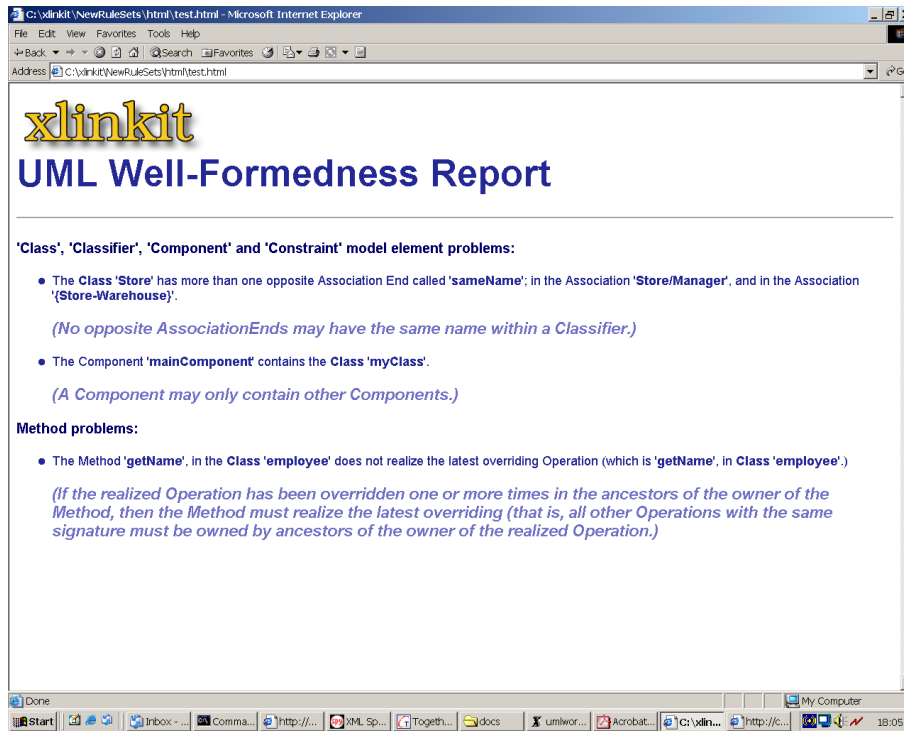 C:\xlinkit\NewRuleSets\html\test.html - Microsoft Internet Explorer
File Edit View Favorites Tools Help
Back Search Favorites
Address C:\xlinkit\NewRuleSets\html\test.html
xlinkit
UML Well-Formedness Report
'Class', 'Classifier', 'Component' and 'Constraint' model element problems:
The Class 'Store' has more than one opposite Association End called 'sameName'; in the Association 'Store/Manager', and in the Association
'{Store-Warehouse}'.
(No opposite AssociationEnds may have the same name within a Classifier.)
The Component 'mainComponent' contains the Class 'myClass'.
(A Component may only contain other Components.)
Method problems:
The Method 'getName', in the Class 'employee' does not realize the latest overriding Operation (which is 'getName', in Class 'employee'.)
(If the realized Operation has been overridden one or more times in the ancestors of the owner of the
Method, then the Method must realize the latest overriding (that is, all other Operations with the same
signature must be owned by ancestors of the owner of the realized Operation.)
Done My Computer
Start Inbox - ... Comma... http://... XML Sp... Togeth... docs umlwor... Acrobat... C:\xlin... http://c... 18:05